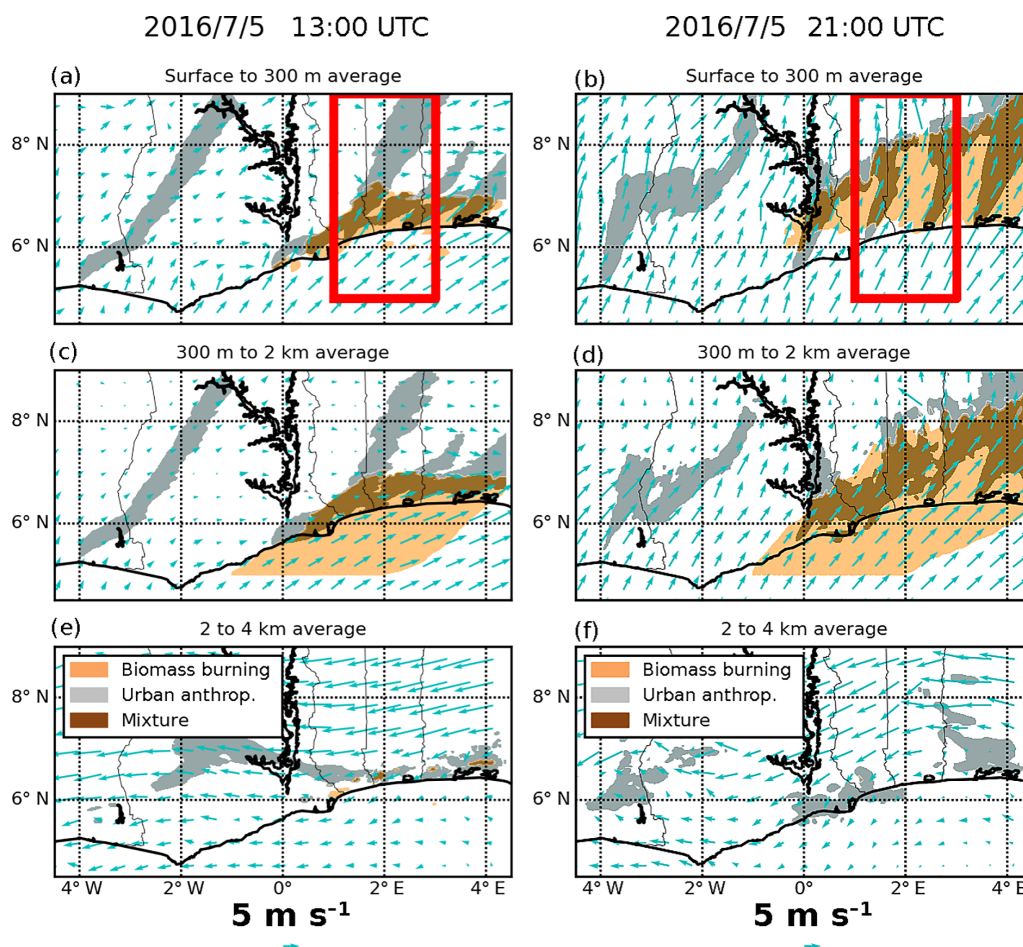 2016/7/5 13:00 UTC
2016/7/5 21:00 UTC
(a)
Surface to 300 m average
(b)
Surface to 300 m average
8° N
6° N
8° N
6° N
(c)
300 m to 2 km average
(d)
300 m to 2 km average
8° N
6° N
8° N
6° N
(e)
2 to 4 km average
(f)
2 to 4 km average
Biomass burning
Urban anthrop.
Mixture
Biomass burning
Urban anthrop.
Mixture
8° N
6° N
8° N
6° N
4° W 2° W 0° 2° E 4° E
4° W 2° W 0° 2° E 4° E
5 m s⁻¹
5 m s⁻¹